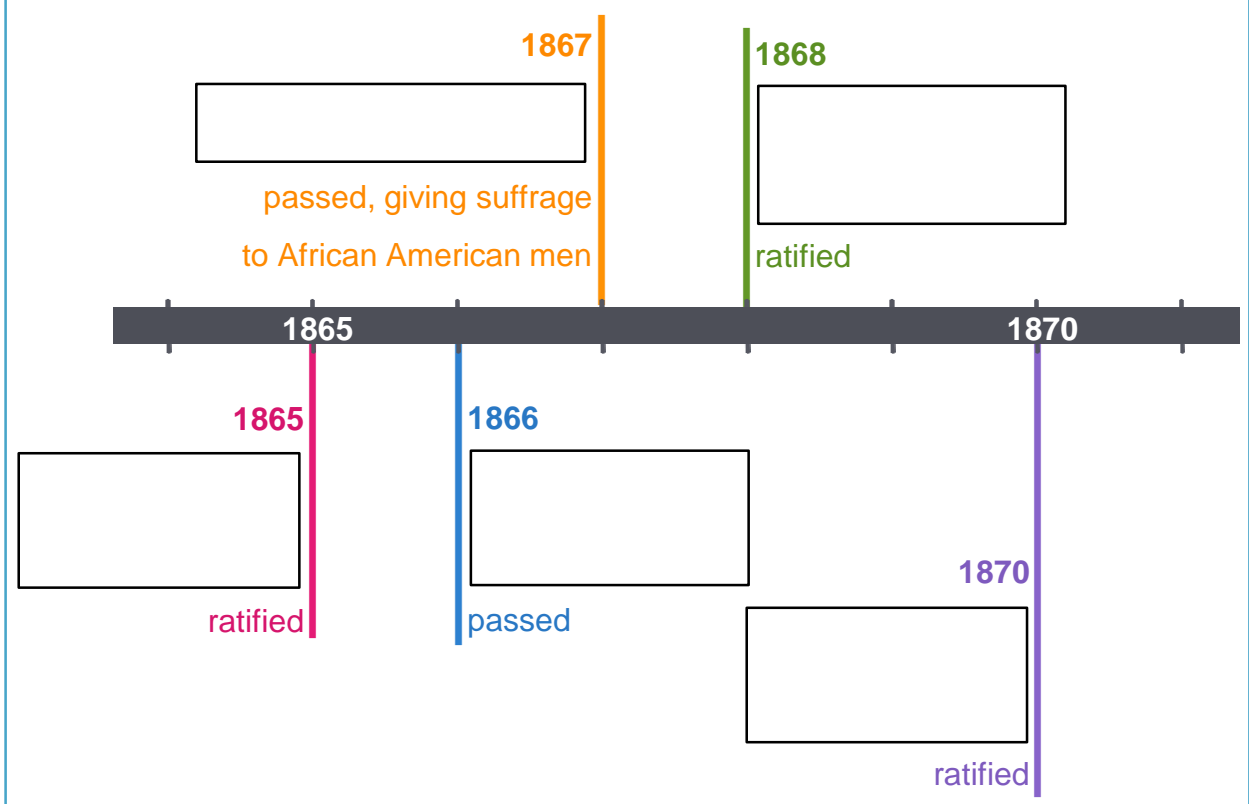 1867
passed, giving suffrage
to African American men
1868
ratified
1865
1870
1865
ratified
1866
passed
1870
ratified